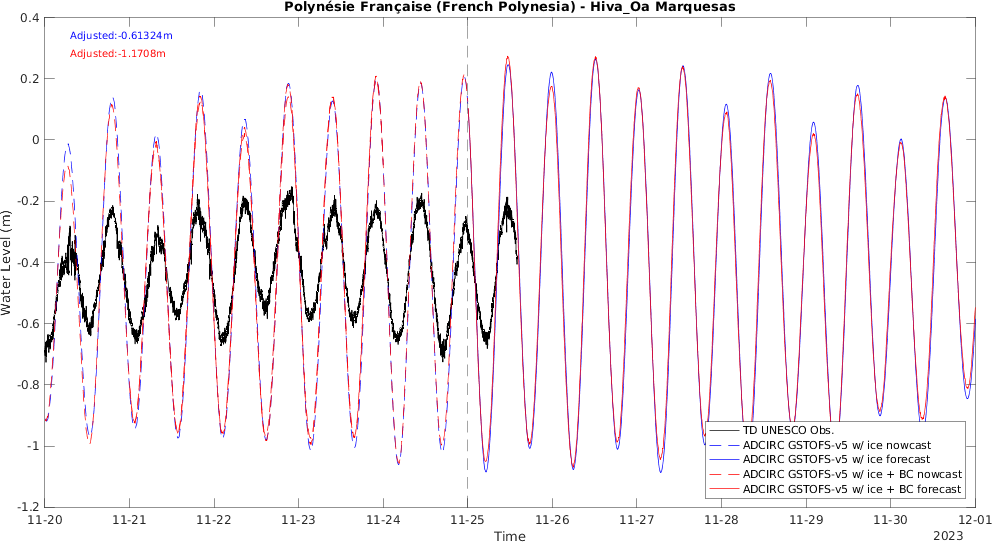 Polynésie Française (French Polynesia) - Hiva_Oa Marquesas
Adjusted:-0.61324m
Adjusted:-1.1708m
Water Level (m)
0.4
0.2
0
-0.2
-0.4
-0.6
-0.8
-1
-1.2
TD UNESCO Obs.
ADCIRC GSTOFS-v5 w/ ice nowcast
ADCIRC GSTOFS-v5 w/ ice forecast
ADCIRC GSTOFS-v5 w/ ice + BC nowcast
ADCIRC GSTOFS-v5 w/ ice + BC forecast
11-20 11-21 11-22 11-23 11-24 11-25 11-26 11-27 11-28 11-29 11-30 12-01
Time
2023